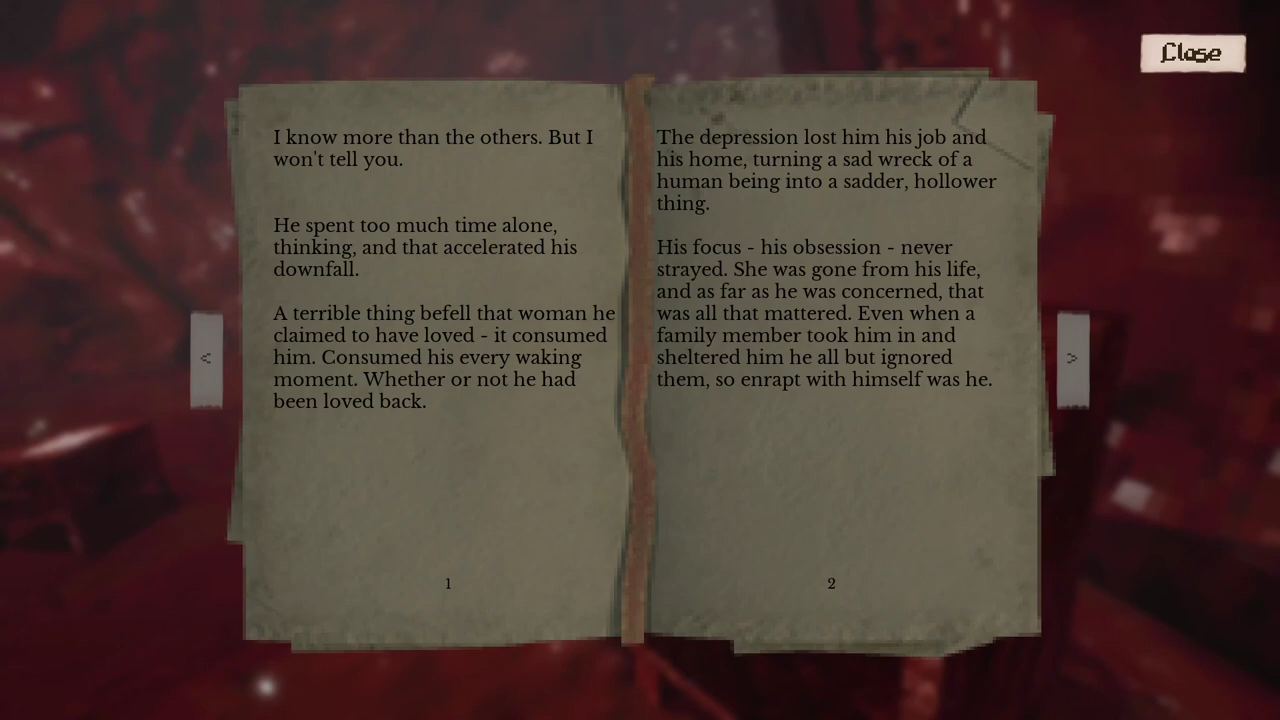 Close
I know more than the others. But I
won't tell you.
He spent too much time alone,
thinking, and that accelerated his
downfall.
A terrible thing befell that woman he
claimed to have loved - it consumed
him. Consumed his every waking
moment. Whether or not he had
been loved back.
1
The depression lost him his job and
his home, turning a sad wreck of a
human being into a sadder, hollower
thing.
His focus - his obsession - never
strayed. She was gone from his life,
and as far as he was concerned, that
was all that mattered. Even when a
family member took him in and
sheltered him he all but ignored
them, so enrapt with himself was he.
2
<
>